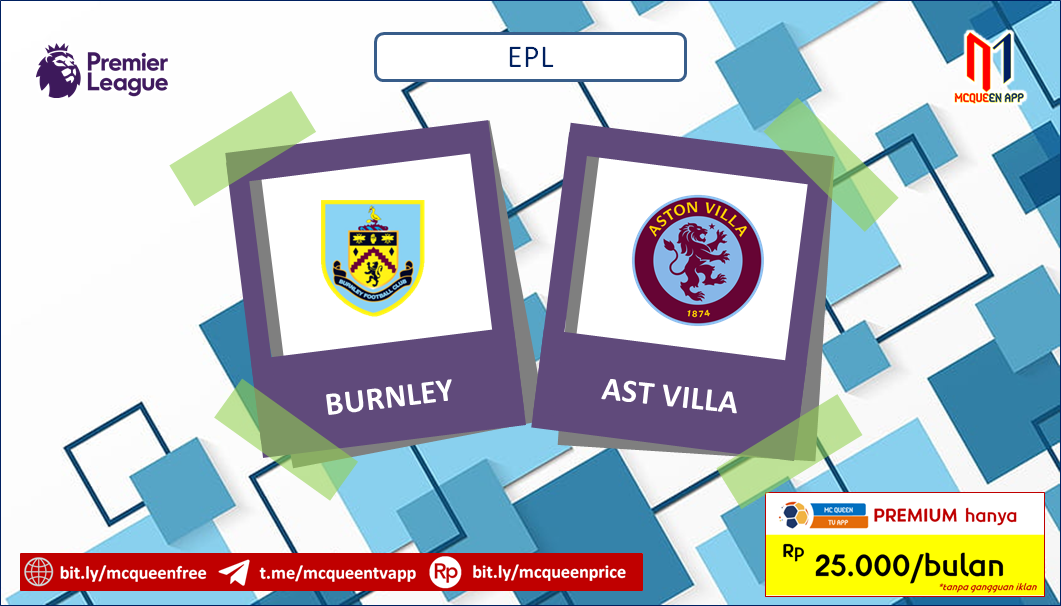 Premier
League
EPL
MCQUEEN APP
BURNLEY FOOTBALL CLUB
BURNLEY
ASTON VILLA
1874
AST VILLA
MC QUEEN
TU APP
PREMIUM hanya
Rp 25.000/bulan
*tanpa gangguan iklan
bit.ly/mcqueenfree
t.me/mcqueentvapp
Rp
bit.ly/mcqueenprice